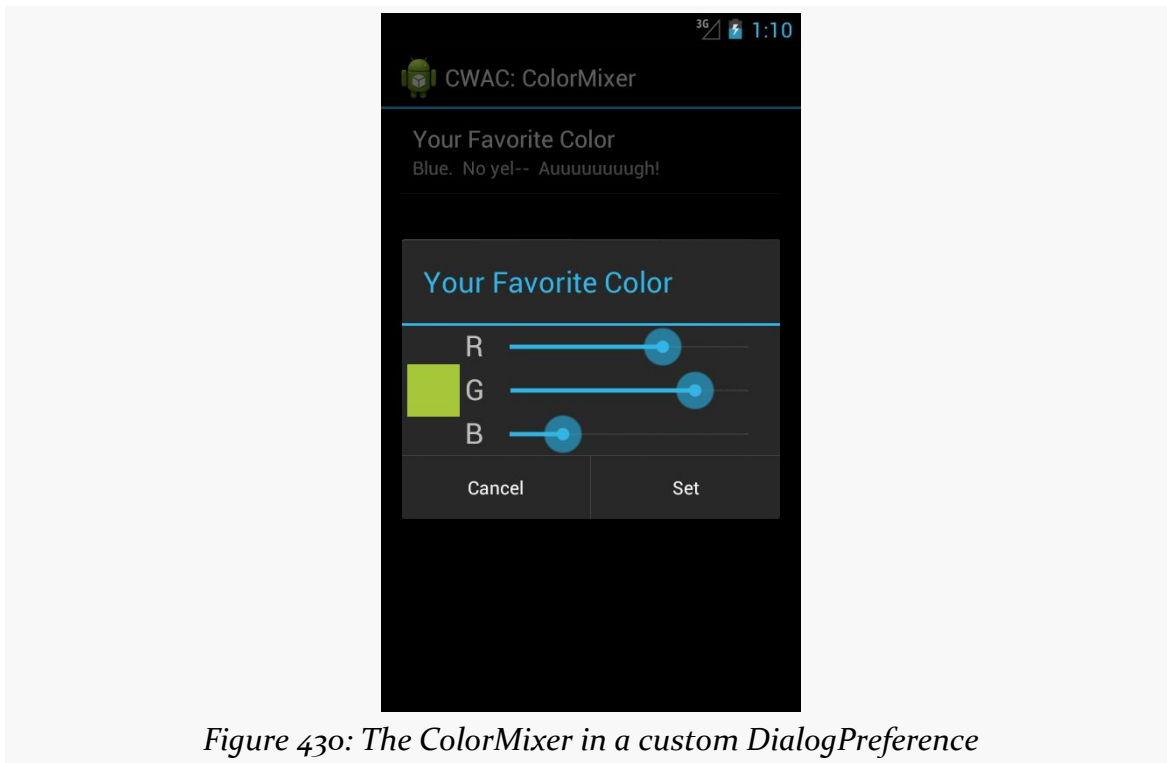 3G 1:10
CWAC: ColorMixer
Your Favorite Color
Blue. No yel-- Auuuuuuuugh!
Your Favorite Color
R
G
B
Cancel Set
Figure 430: The ColorMixer in a custom DialogPreference